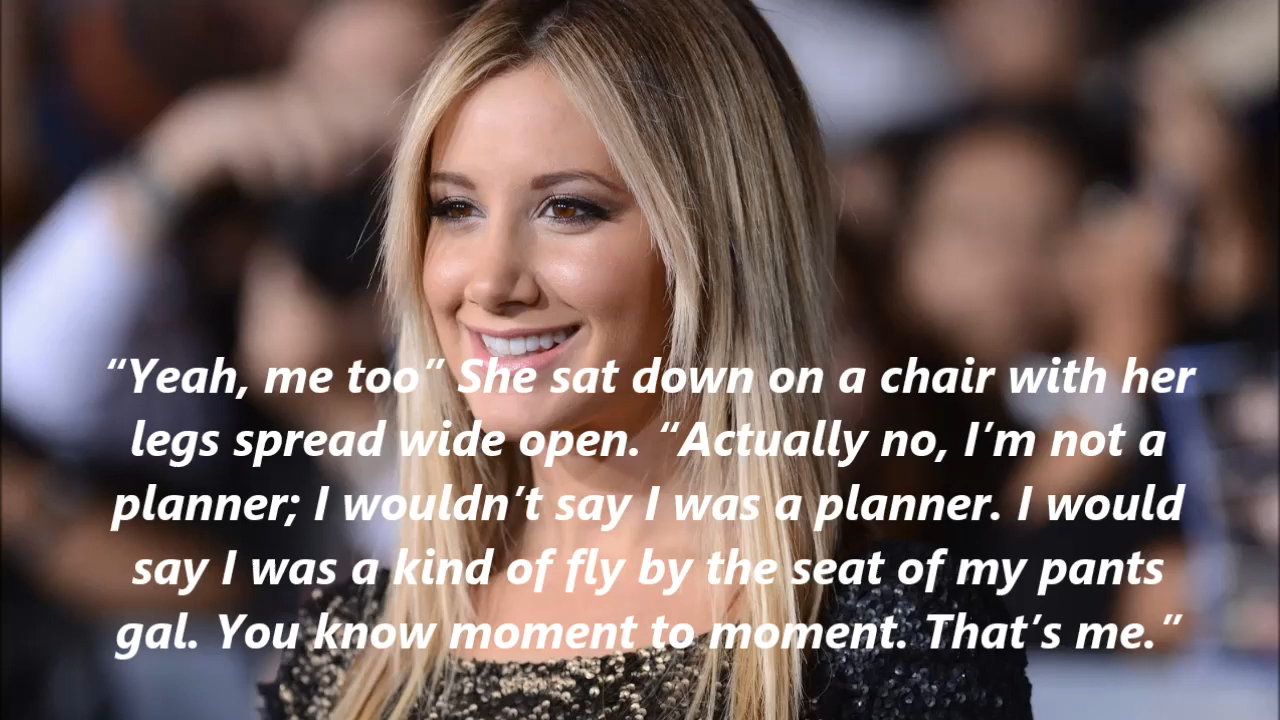 “Yeah, me too” She sat down on a chair with her
legs spread wide open. “Actually no, I’m not a
planner; I wouldn’t say I was a planner. I would
say I was a kind of fly by the seat of my pants
gal. You know moment to moment. That’s me.”